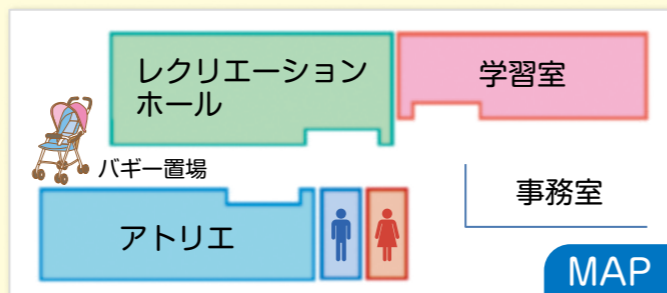 レクリエーション
ホール
学習室
バギー置場
事務室
アトリエ
MAP